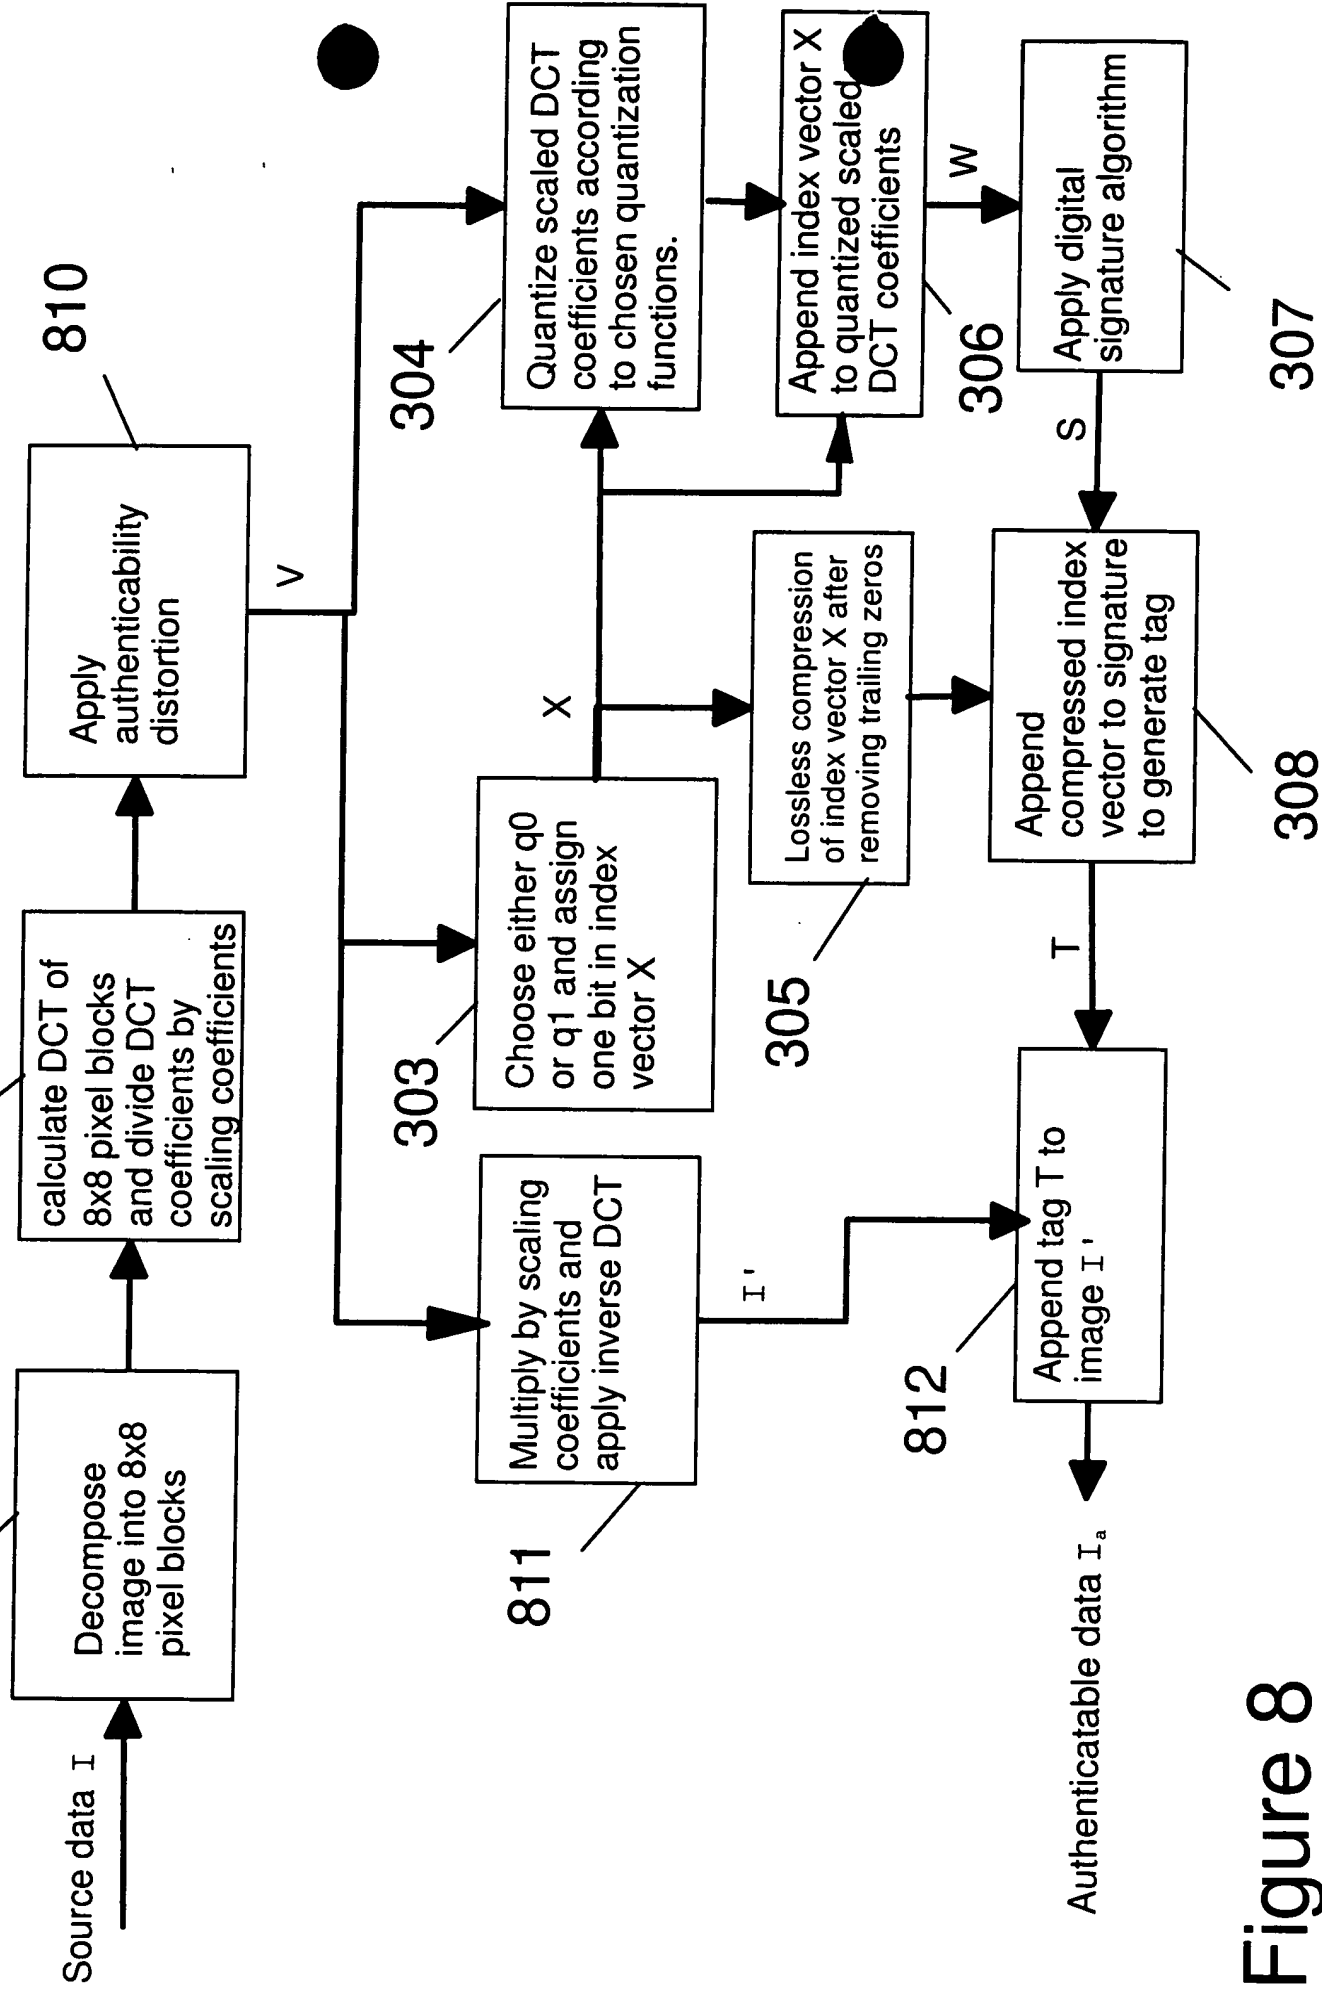 Source data I
Decompose
image into 8x8
pixel blocks
calculate DCT of
8x8 pixel blocks
and divide DCT
coefficients by
scaling coefficients
Apply
authenticability
distortion
810
V
Multiply by scaling
coefficients and
apply inverse DCT
811
I'
303
Choose either q0
or q1 and assign
one bit in index
vector X
X
304
Quantize scaled DCT
coefficients according
to chosen quantization
functions.
305
Lossless compression
of index vector X after
removing trailing zeros
Append index vector X
to quantized scaled
DCT coefficients
306
W
Apply digital
signature algorithm
307
S
Append
compressed index
vector to signature
to generate tag
308
T
812
Append tag T to
image I'
Authenticatable data Iₐ
Figure 8